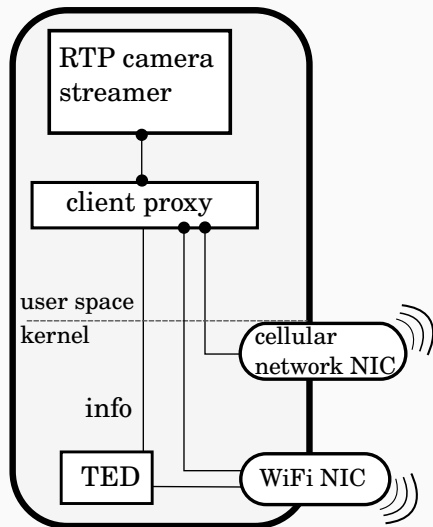 RTP camera
streamer
client proxy
user space
kernel
cellular
network NIC
info
TED
WiFi NIC